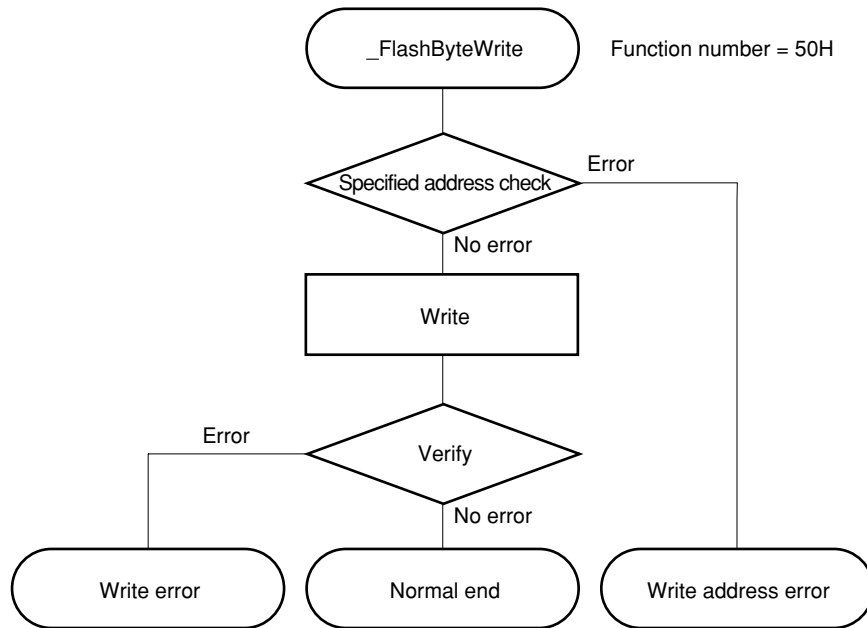 _FlashByteWrite
Function number = 50H
Specified address check
Error
No error
Write
Error
Verify
No error
Write error
Normal end
Write address error